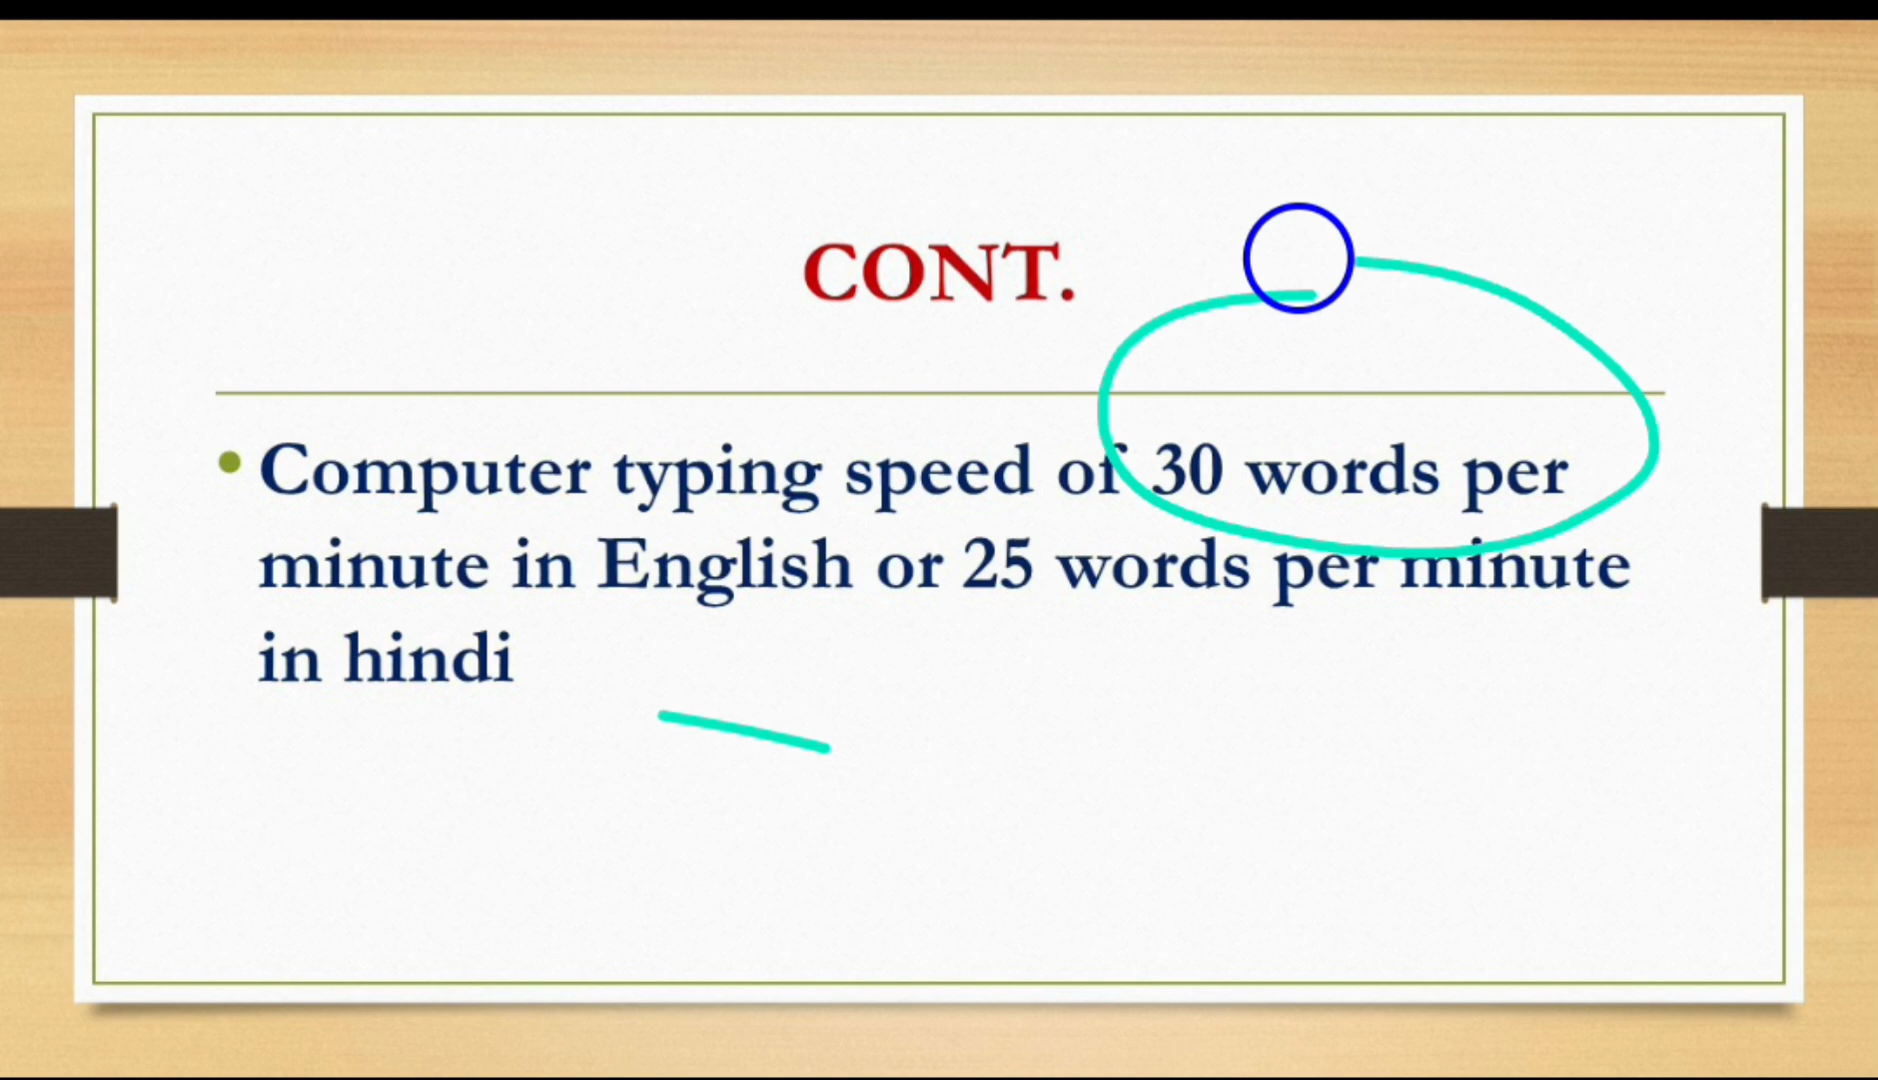 CONT.
• Computer typing speed of 30 words per
minute in English or 25 words per minute
in hindi